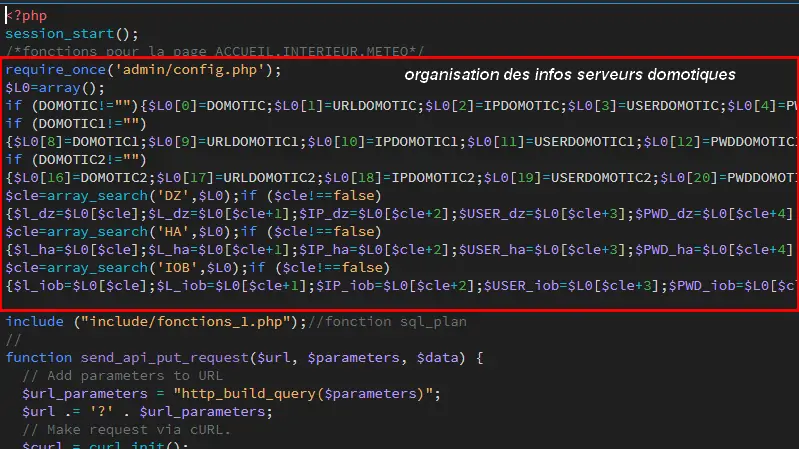 <?php
session_start();
/*fonctions pour la page ACCUEIL,INTERIEUR,METEO*/
require_once('admin/config.php');
organisation des infos serveurs domotiques
$L0=array();
if (DOMOTIC!=""){$L0[0]=DOMOTIC;$L0[1]=URLDOMOTIC;$L0[2]=IPDOMOTIC;$L0[3]=USERDOMOTIC;$L0[4]=PW
if (DOMOTIC1!="")
{$L0[8]=DOMOTIC1;$L0[9]=URLDOMOTIC1;$L0[10]=IPDOMOTIC1;$L0[11]=USERDOMOTIC1;$L0[12]=PWDDOMOTIC1
if (DOMOTIC2!="")
{$L0[16]=DOMOTIC2;$L0[17]=URLDOMOTIC2;$L0[18]=IPDOMOTIC2;$L0[19]=USERDOMOTIC2;$L0[20]=PWDDOMOTI
$cle=array_search('DZ',$L0);if ($cle!==false)
{$l_dz=$L0[$cle];$L_dz=$L0[$cle+1];$IP_dz=$L0[$cle+2];$USER_dz=$L0[$cle+3];$PWD_dz=$L0[$cle+4]
$cle=array_search('HA',$L0);if ($cle!==false)
{$l_ha=$L0[$cle];$L_ha=$L0[$cle+1];$IP_ha=$L0[$cle+2];$USER_ha=$L0[$cle+3];$PWD_ha=$L0[$cle+4]
$cle=array_search('IOB',$L0);if ($cle!==false)
{$l_iob=$L0[$cle];$L_iob=$L0[$cle+1];$IP_iob=$L0[$cle+2];$USER_iob=$L0[$cle+3];$PWD_iob=$L0[$c
include ("include/fonctions_1.php");//fonction sql_plan
//
function send_api_put_request($url, $parameters, $data) {
// Add parameters to URL
$url_parameters = "http_build_query($parameters)";
$url .= '?' . $url_parameters;
// Make request via cURL.
$curl = curl_init();